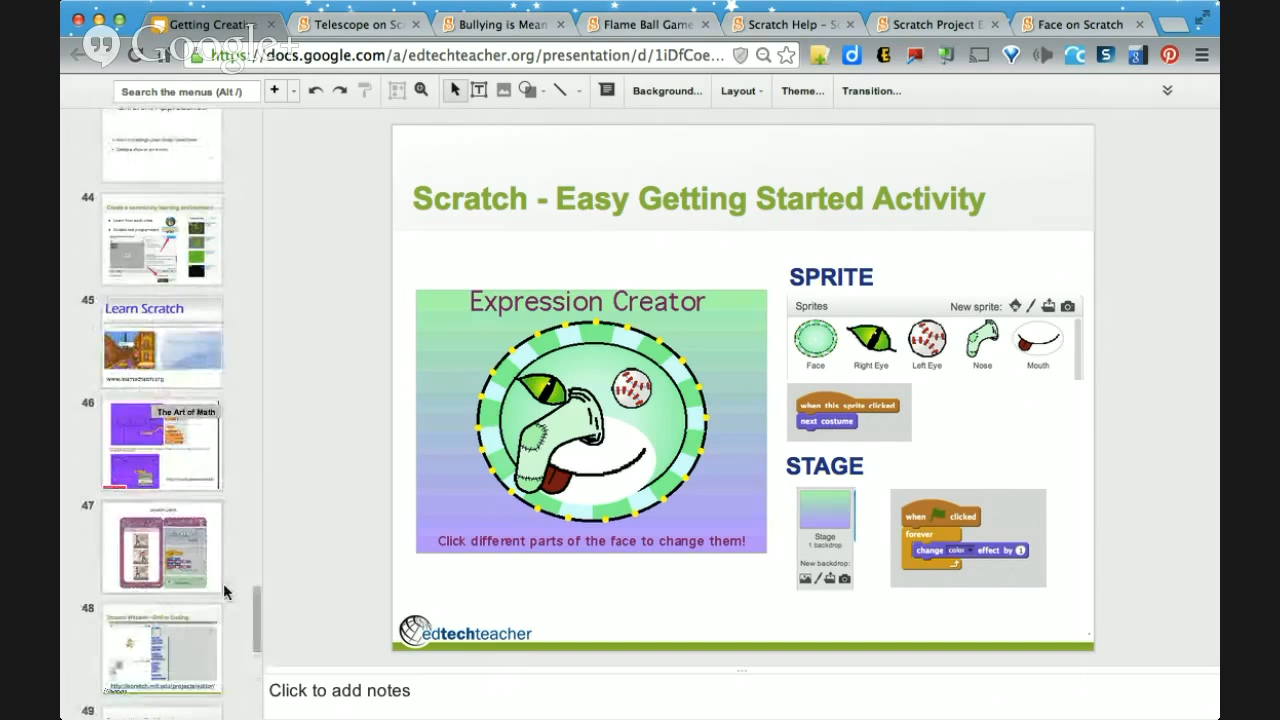 Getting Creati
Telescope on Sc
Bullying is Mean
Flame Ball Game
Scratch Help - S
Scratch Project E
Face on Scratch
Google+
https://docs.google.com/a/edtechteacher.org/presentation/d/1iDfCoe...
Search the menus (Alt /)
Background...
Layout
Theme...
Transition...
44
45
Learn Scratch
46
The Art of Math
47
48
49
Scratch - Easy Getting Started Activity
Expression Creator
Click different parts of the face to change them!
SPRITE
Sprites
New sprite:
Face
Right Eye
Left Eye
Nose
Mouth
when this sprite clicked
next costume
STAGE
Stage
1 backdrop
New backdrop:
when clicked
forever
change color effect by 1
edtechteacher
Click to add notes